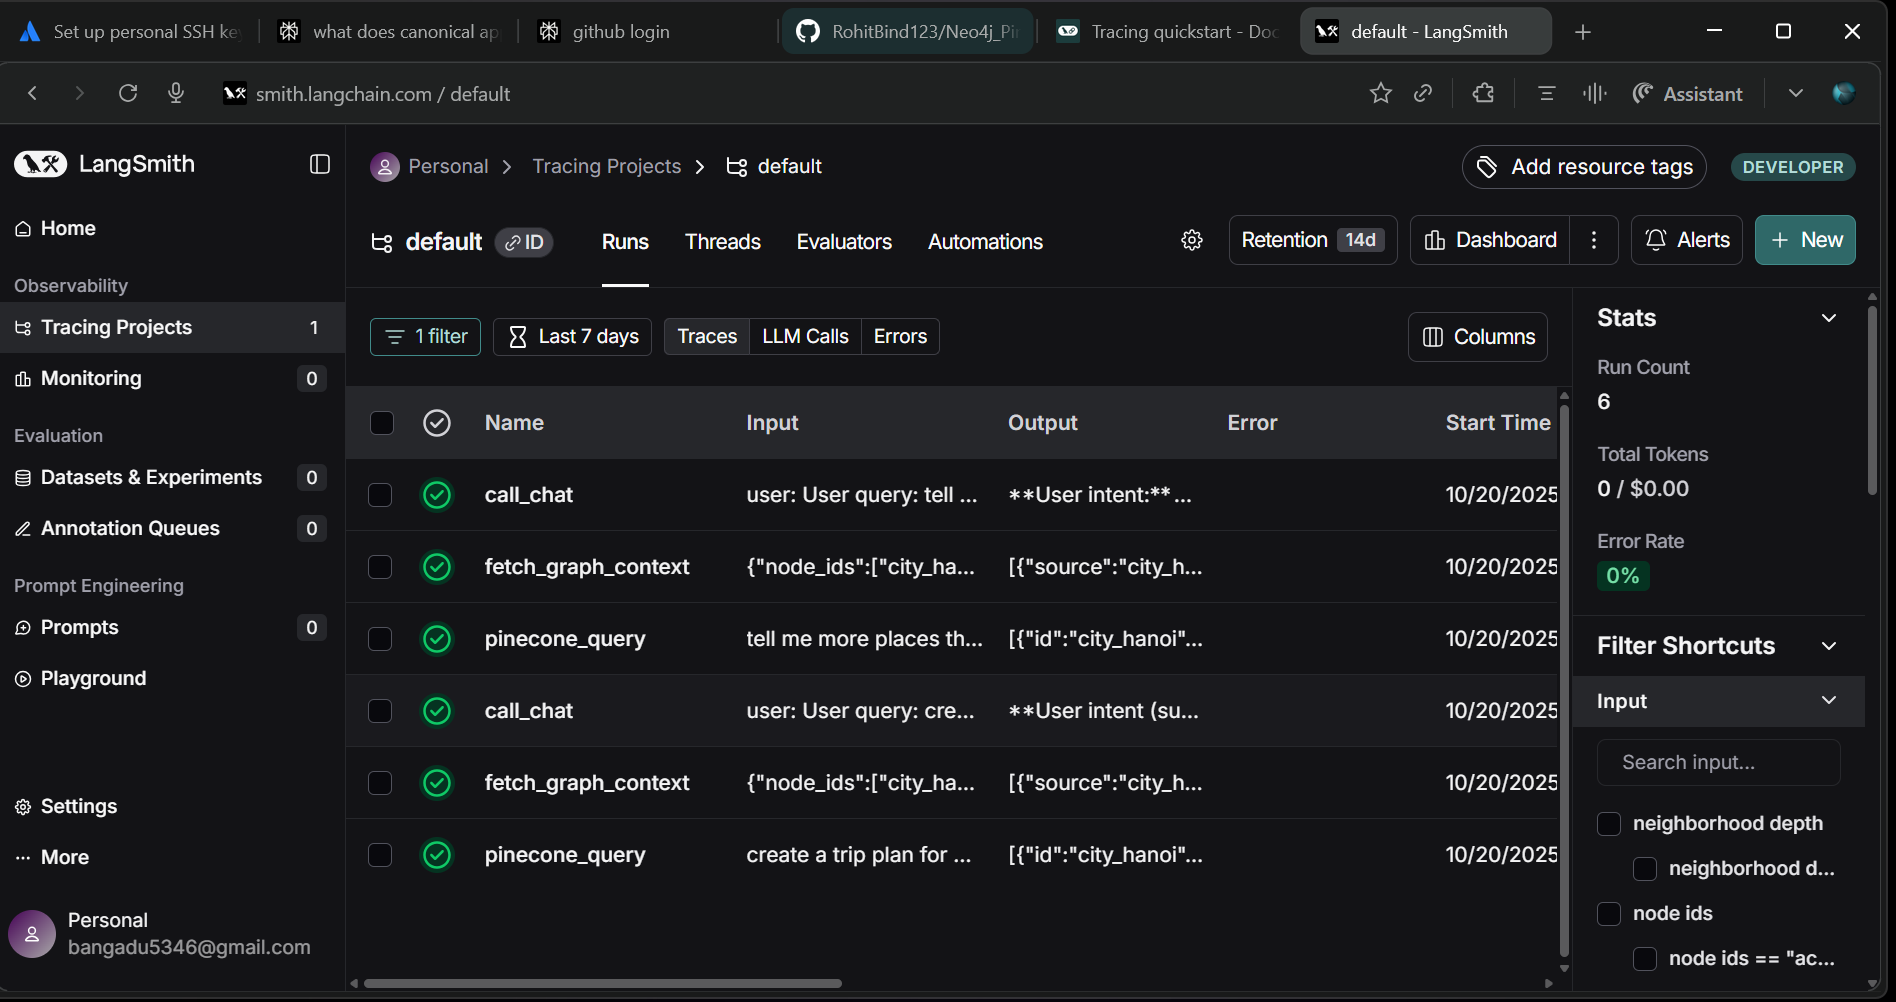 Set up personal SSH key
what does canonical ap
github login
RohitBind123/Neo4j_Pi
Tracing quickstart - Doc
default - LangSmith
smith.langchain.com / default
Assistant
LangSmith
Personal > Tracing Projects > default
Add resource tags
DEVELOPER
Home
default
ID
Runs
Threads
Evaluators
Automations
Retention 14d
Dashboard
Alerts
+ New
Observability
Tracing Projects 1
Monitoring 0
Evaluation
Datasets & Experiments 0
Annotation Queues 0
Prompt Engineering
Prompts 0
Playground
Settings
More
Personal
bangadu5346@gmail.com
1 filter
Last 7 days
Traces
LLM Calls
Errors
Columns
Name Input Output Error Start Time
call_chat user: User query: tell ... **User intent:** ... 10/20/2025
fetch_graph_context {"node_ids":["city_ha... [{"source":"city_h... 10/20/2025
pinecone_query tell me more places th... [{"id":"city_hanoi"... 10/20/2025
call_chat user: User query: cre... **User intent (su... 10/20/2025
fetch_graph_context {"node_ids":["city_ha... [{"source":"city_h... 10/20/2025
pinecone_query create a trip plan for ... [{"id":"city_hanoi"... 10/20/2025
Stats
Run Count
6
Total Tokens
0 / $0.00
Error Rate
0%
Filter Shortcuts
Input
Search input...
neighborhood depth
neighborhood d...
node ids
node ids == "ac...